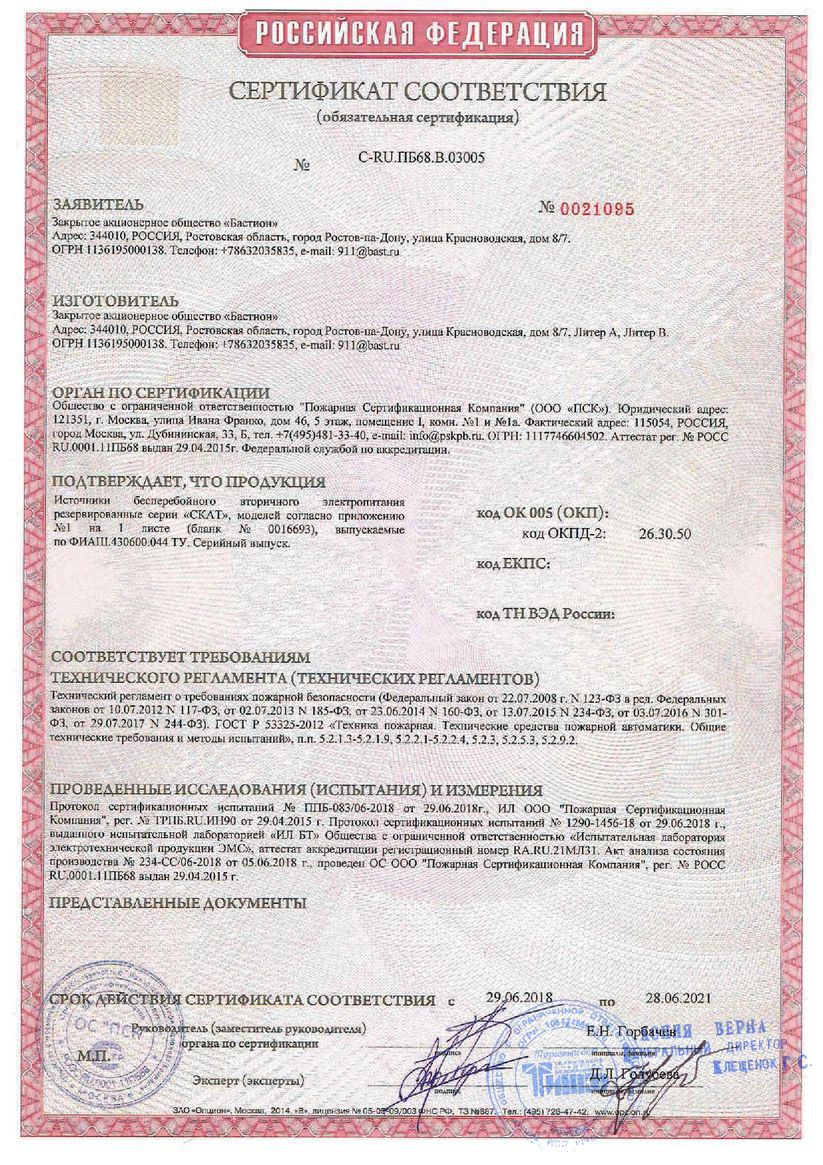 РОССИЙСКАЯ ФЕДЕРАЦИЯ
СЕРТИФИКАТ СООТВЕТСТВИЯ
(обязательная сертификация)
№ C-RU.ПБ68.В.03005
ЗАЯВИТЕЛЬ
№ 0021095
Закрытое акционерное общество «Бастион»
Адрес: 344010, РОССИЯ, Ростовская область, город Ростов-на-Дону, улица Красноводская, дом 8/7.
ОГРН 1136195000138. Телефон: +78632035835, e-mail: 911@bast.ru
ИЗГОТОВИТЕЛЬ
Закрытое акционерное общество «Бастион»
Адрес: 344010, РОССИЯ, Ростовская область, город Ростов-на-Дону, улица Красноводская, дом 8/7, Литер А, Литер В.
ОГРН 1136195000138. Телефон: +78632035835, e-mail: 911@bast.ru
ОРГАН ПО СЕРТИФИКАЦИИ
Общество с ограниченной ответственностью "Пожарная Сертификационная Компания" (ООО «ПСК»). Юридический адрес:
121351, г. Москва, улица Ивана Франко, дом 46, 5 этаж, помещение 1, комн. №1 и №1а. Фактический адрес: 115054, РОССИЯ,
город Москва, ул. Дубининская, 33, Б, тел. +7(495)481-33-40, e-mail: info@pskpb.ru. ОГРН: 1117746604502. Аттестат рег. № РОСС
RU.0001.11ПБ68 выдан 29.04.2015г. Федеральной службой по аккредитации.
ПОДТВЕРЖДАЕТ, ЧТО ПРОДУКЦИЯ
Источники бесперебойного вторичного электропитания
резервированные серии «СКАТ», моделей согласно приложению
№1 на 1 листе (бланк № 0016693), выпускаемые
по ФИАШ.430600.044 ТУ. Серийный выпуск.
код ОК 005 (ОКП):
код ОКПД-2: 26.30.50
код ЕКПС:
код ТН ВЭД России:
СООТВЕТСТВУЕТ ТРЕБОВАНИЯМ
ТЕХНИЧЕСКОГО РЕГЛАМЕНТА (ТЕХНИЧЕСКИХ РЕГЛАМЕНТОВ)
Технический регламент о требованиях пожарной безопасности (Федеральный закон от 22.07.2008 г. N 123-ФЗ в ред. Федеральных
законов от 10.07.2012 N 117-ФЗ, от 02.07.2013 N 185-ФЗ, от 23.06.2014 N 160-ФЗ, от 13.07.2015 N 234-ФЗ, от 03.07.2016 N 301-
ФЗ, от 29.07.2017 N 244-ФЗ). ГОСТ Р 53325-2012 «Техника пожарная. Технические средства пожарной автоматики. Общие
технические требования и методы испытаний», п.п. 5.2.1.3-5.2.1.9, 5.2.2.1-5.2.2.4, 5.2.3, 5.2.5.3, 5.2.9.2.
ПРОВЕДЕННЫЕ ИССЛЕДОВАНИЯ (ИСПЫТАНИЯ) И ИЗМЕРЕНИЯ
Протокол сертификационных испытаний № ППБ-083/06-2018 от 29.06.2018г., ИЛ ООО "Пожарная Сертификационная
Компания", рег. № ТРПБ.RU.ИН90 от 29.04.2015 г. Протокол сертификационных испытаний № 1290-1456-18 от 29.06.2018 г.,
выданного испытательной лабораторией «ИЛ БТ» Общества с ограниченной ответственностью «Испытательная лаборатория
электротехнической продукции ЭМС», аттестат аккредитации регистрационный номер RA.RU.21МЛ31. Акт анализа состояния
производства № 234-СС/06-2018 от 05.06.2018 г., проведен ОС ООО "Пожарная Сертификационная Компания", рег. № РОСС
RU.0001.11ПБ68 выдан 29.04.2015 г.
ПРЕДСТАВЛЕННЫЕ ДОКУМЕНТЫ
СРОК ДЕЙСТВИЯ СЕРТИФИКАТА СООТВЕТСТВИЯ с 29.06.2018 по 28.06.2021
Руководитель (заместитель руководителя)
органа по сертификации
Е.Н. Горбачев
подпись
инициалы, фамилия
М.П.
ОС "ПСК"
Эксперт (эксперты)
Д.Л. Голубева
подпись
КОПИЯ ВЕРНА
ГЕНЕРАЛЬНЫЙ ДИРЕКТОР
КЛЕЩЕНОК Г.С.
ЗАО «Опцион», Москва, 2014, «В», лицензия № 05-05-09/003 ФНС РФ, ТЗ №887. Тел.: (495) 726-47-42, www.opcion.ru